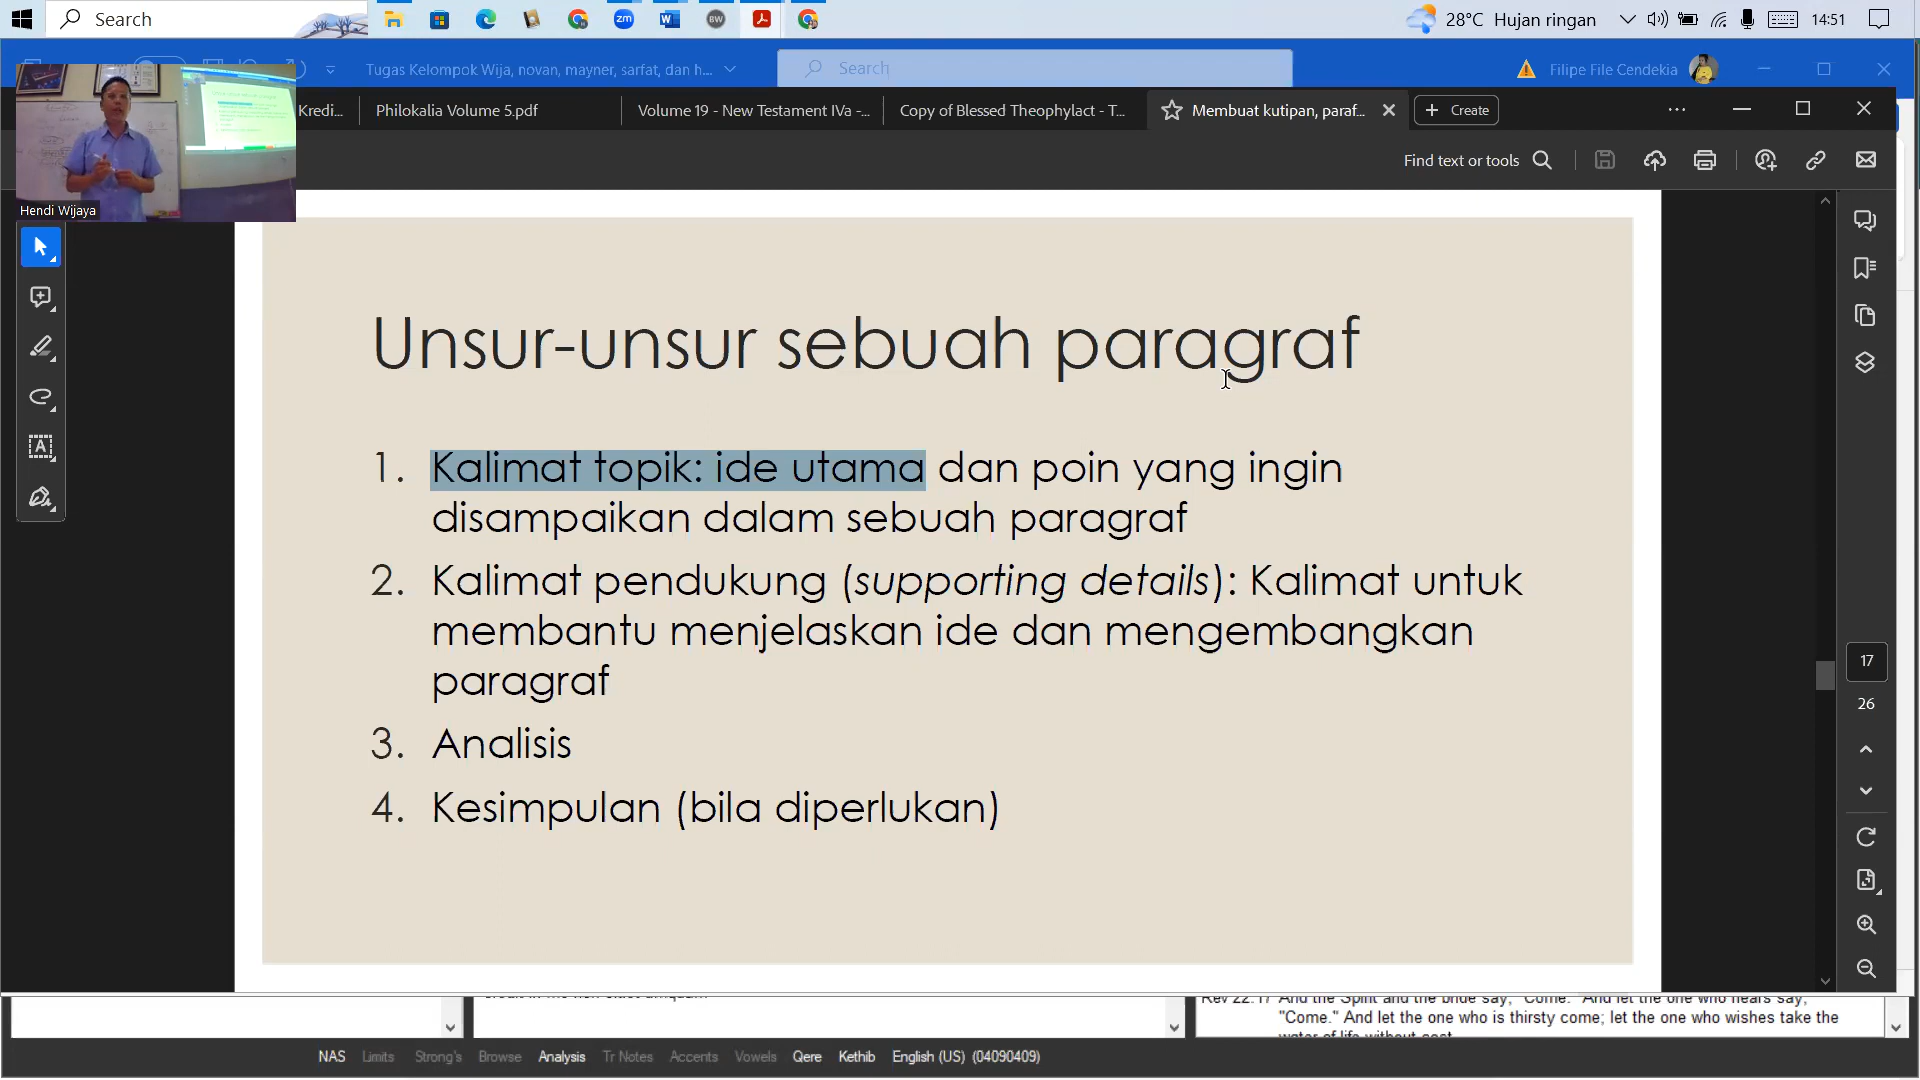 Search
28°C Hujan ringan
14:51
Tugas Kelompok Wija, novan, mayner, sarfat, dan h...
Search
Filipe File Cendekia
Kredi...
Philokalia Volume 5.pdf
Volume 19 - New Testament IVa -...
Copy of Blessed Theophylact - T...
Membuat kutipan, paraf...
Create
Find text or tools
Hendi Wijaya
Unsur-unsur sebuah paragraf
1. Kalimat topik: ide utama dan poin yang ingin
disampaikan dalam sebuah paragraf
2. Kalimat pendukung (supporting details): Kalimat untuk
membantu menjelaskan ide dan mengembangkan
paragraf
3. Analisis
4. Kesimpulan (bila diperlukan)
17
26
Rev 22:17 And the Spirit and the bride say, "Come." And let the one who hears say,
"Come." And let the one who is thirsty come; let the one who wishes take the
water of life without cost.
NAS Limits Strong's Browse Analysis Tr Notes Accents Vowels Qere Kethib English (US) (04090409)